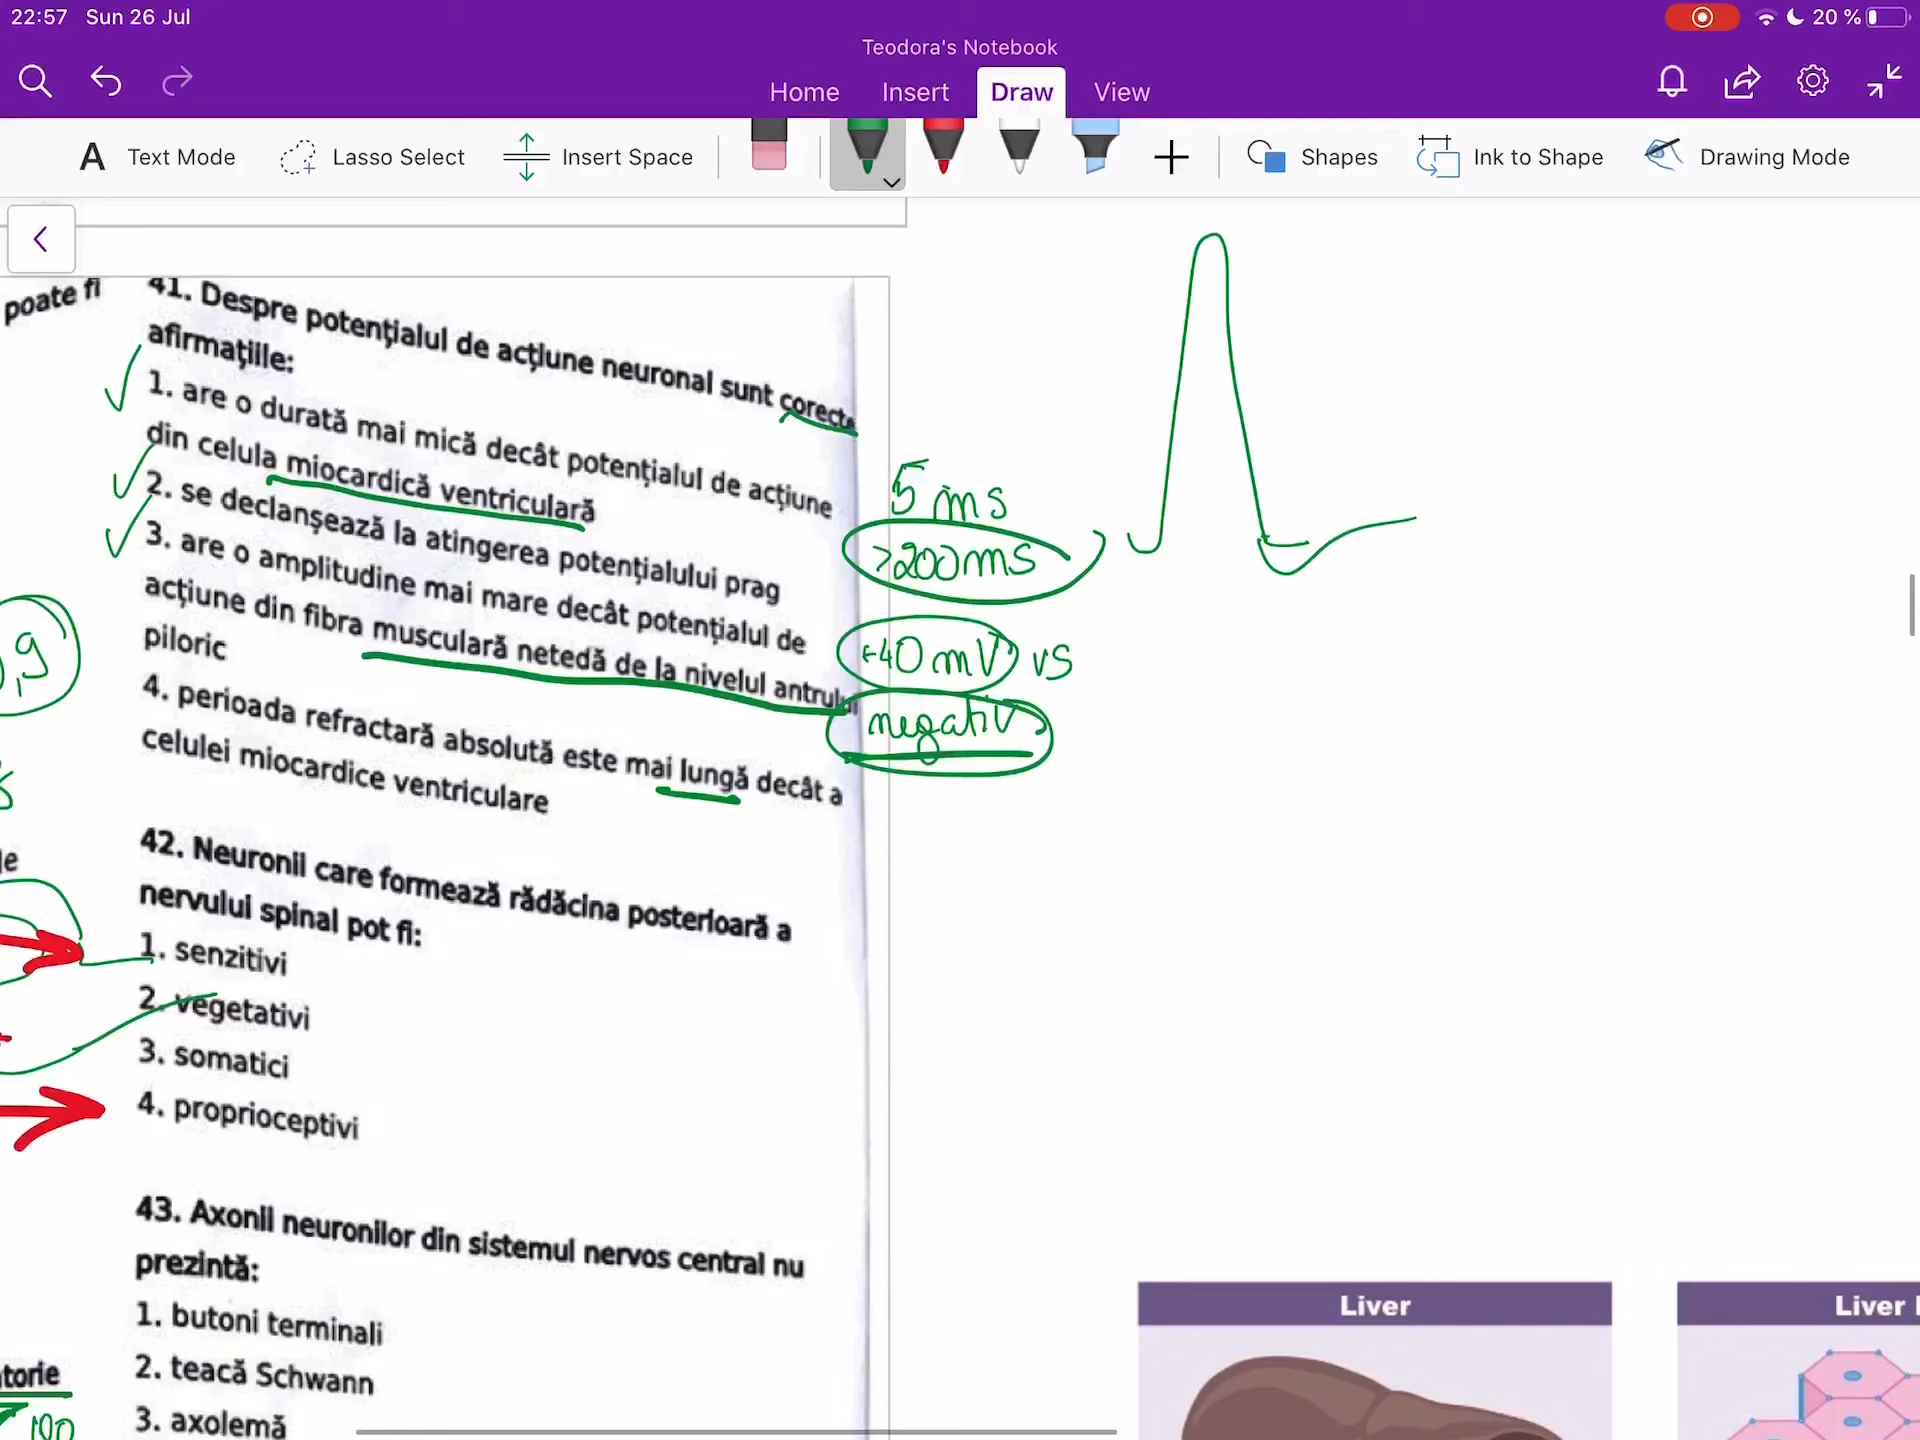 22:57 Sun 26 Jul
20 %
Teodora's Notebook
Home Insert Draw View
A Text Mode Lasso Select Insert Space Shapes Ink to Shape Drawing Mode
poate fi
41. Despre potenţialul de acţiune neuronal sunt corecte
afirmaţiile:
1. are o durată mai mică decât potenţialul de acţiune
din celula miocardică ventriculară
2. se declanşează la atingerea potenţialului prag
3. are o amplitudine mai mare decât potenţialul de
acţiune din fibra musculară netedă de la nivelul antrului
piloric
4. perioada refractară absolută este mai lungă decât a
celulei miocardice ventriculare
5 ms
>200ms
+40 mV vs
negativ
,9
42. Neuronii care formează rădăcina posterioară a
nervului spinal pot fi:
1. senzitivi
2. vegetativi
3. somatici
4. proprioceptivi
43. Axonii neuronilor din sistemul nervos central nu
prezintă:
1. butoni terminali
2. teacă Schwann
3. axolemă
torie
100
Liver
Liver